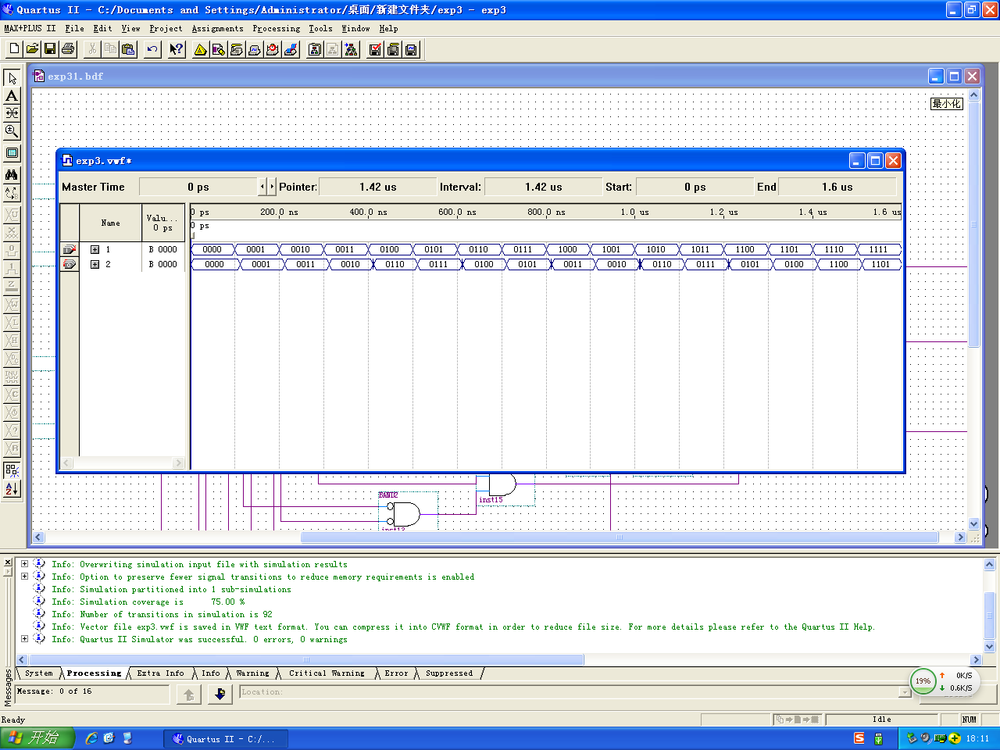 Quartus II - C:/Documents and Settings/Administrator/桌面/新建文件夹/exp3 - exp3
MAX+PLUS II File Edit View Project Assignments Processing Tools Window Help
exp31.bdf
最小化
exp3.vwf*
Master Time 0 ps Pointer: 1.42 us Interval: 1.42 us Start: 0 ps End 1.6 us
Name Valu... 0 ps
0 ps 200.0 ns 400.0 ns 600.0 ns 800.0 ns 1.0 us 1.2 us 1.4 us 1.6 us
0 ps
1 B 0000 0000 0001 0010 0011 0100 0101 0110 0111 1000 1001 1010 1011 1100 1101 1110 1111
2 B 0000 0000 0001 0011 0010 0110 0111 0100 0101 0011 0010 0110 0111 0101 0100 1100 1101
BAND2
inst15
Info: Overwriting simulation input file with simulation results
Info: Option to preserve fewer signal transitions to reduce memory requirements is enabled
Info: Simulation partitioned into 1 sub-simulations
Info: Simulation coverage is 75.00 %
Info: Number of transitions in simulation is 92
Info: Vector file exp3.vwf is saved in VWF text format. You can compress it into CVWF format in order to reduce file size. For more details please refer to the Quartus II Help.
Info: Quartus II Simulator was successful. 0 errors, 0 warnings
System Processing Extra Info Info Warning Critical Warning Error Suppressed
Messages
Message: 0 of 16
Location:
19% 0K/S
0.6K/S
Ready Idle NUM
开始 Quartus II - C:/... 18:11